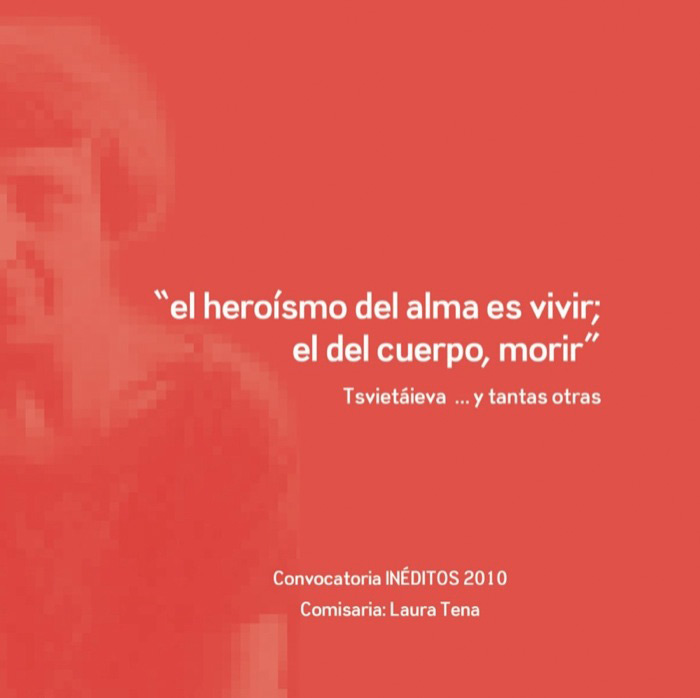 “el heroísmo del alma es vivir;
el del cuerpo, morir”
Tsvietáieva ... y tantas otras
Convocatoria INÉDITOS 2010
Comisaria: Laura Tena